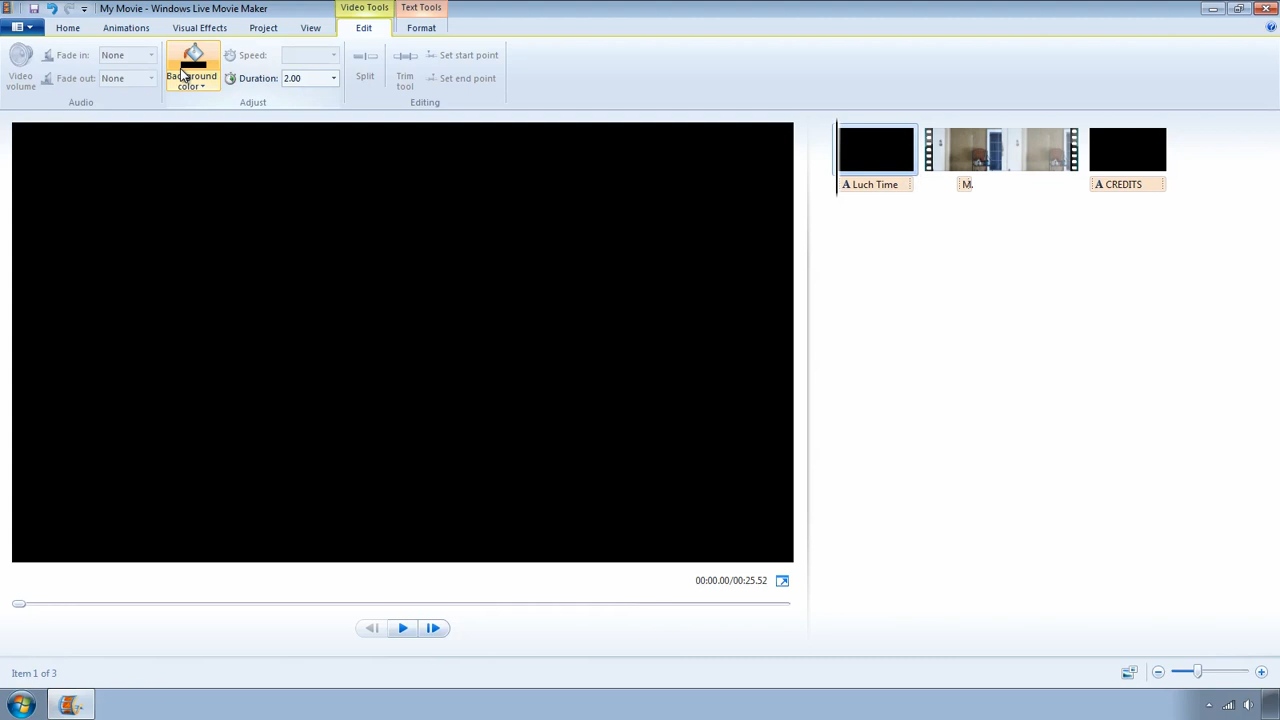 My Movie - Windows Live Movie Maker
Video Tools
Text Tools
Home
Animations
Visual Effects
Project
View
Edit
Format
Video volume
Fade in:
None
Fade out:
None
Audio
Background color
Speed:
Duration:
2.00
Adjust
Split
Trim tool
Set start point
Set end point
Editing
A Luch Time
M.
A CREDITS
00:00.00/00:25.52
Item 1 of 3